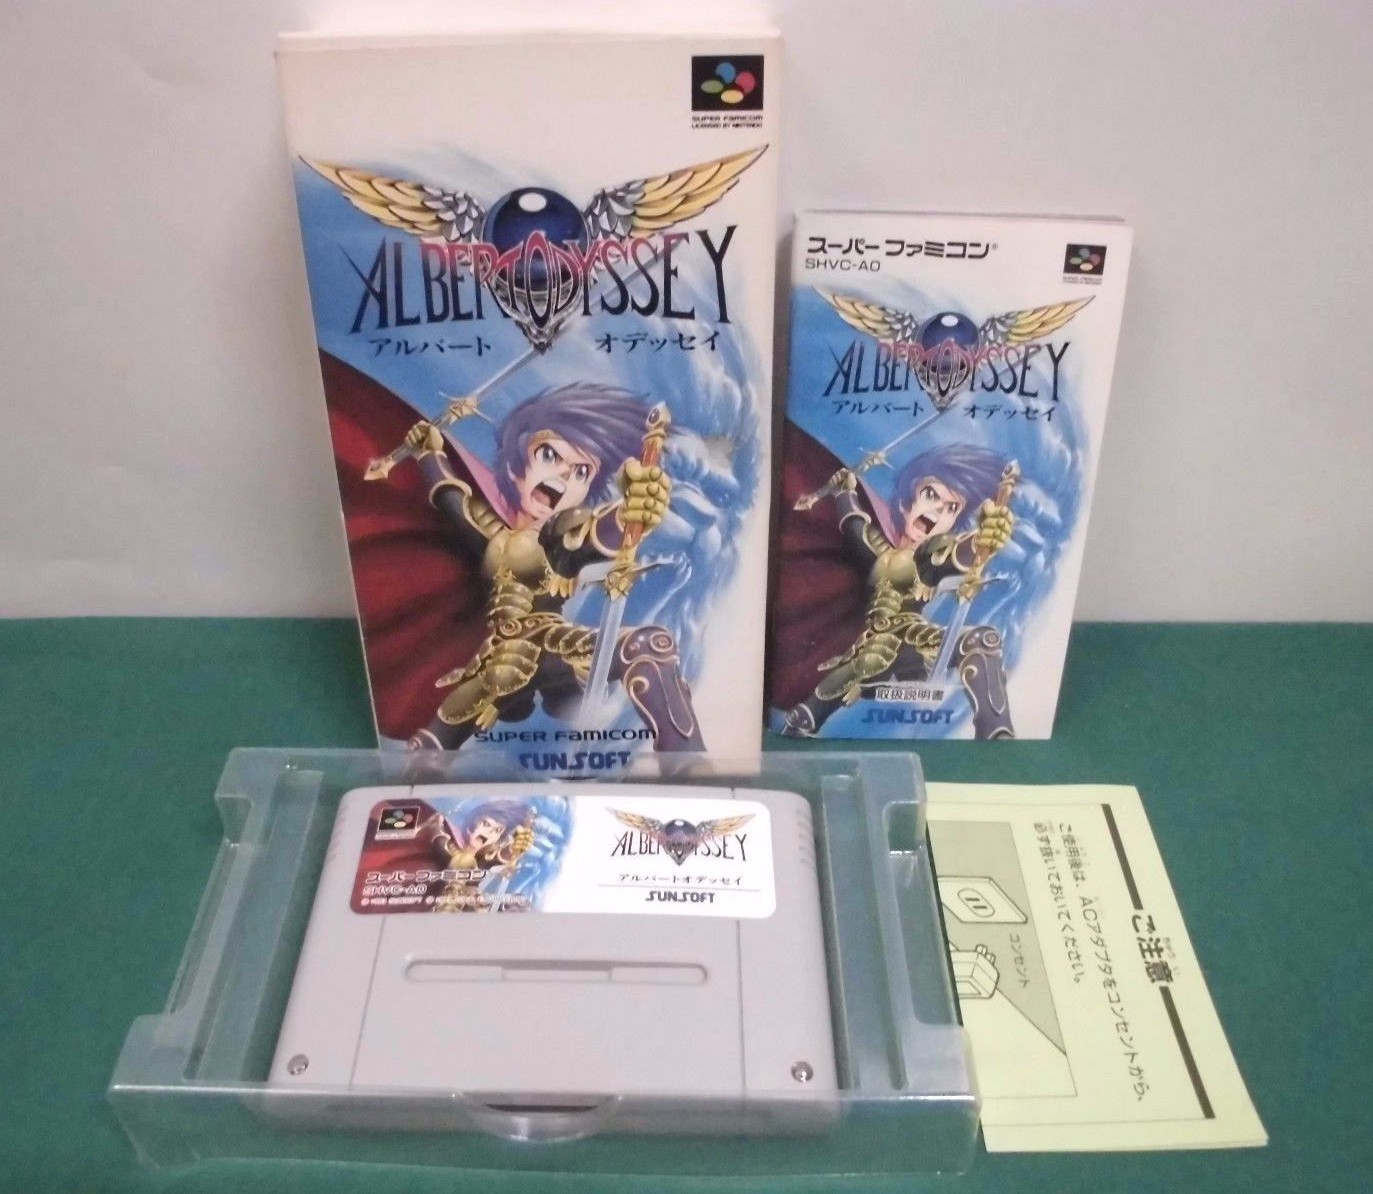 SUPER FAMICOM
LICENSED BY NINTENDO
ALBERT ODYSSEY
アルバート オデッセイ
SUPER FAMICOM
SUNSOFT
スーパーファミコン®
SHVC-AO
ALBERT ODYSSEY
アルバート オデッセイ
取扱説明書
SUNSOFT
スーパーファミコン
SHVC-AO
ALBERT ODYSSEY
アルバートオデッセイ
SUNSOFT
ご注意
ご使用後は、ACアダプタをコンセントから、
必ず抜いておいてください。
コンセント